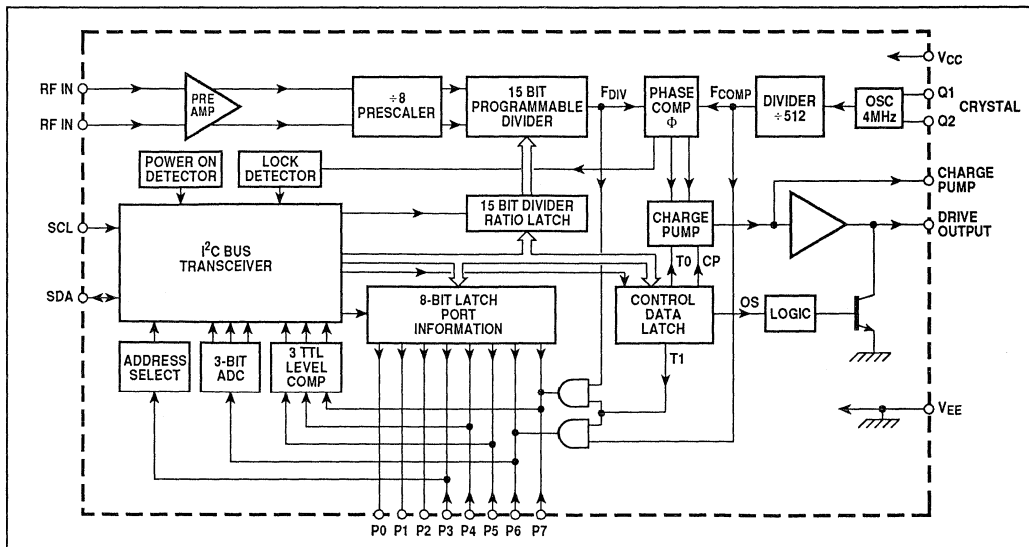 VCC
RF IN
RF IN
PRE
AMP
÷8
PRESCALER
15 BIT
PROGRAMMABLE
DIVIDER
FDIV
PHASE
COMP
Φ
FCOMP
DIVIDER
÷512
OSC
4MHz
Q1
Q2
CRYSTAL
POWER ON
DETECTOR
LOCK
DETECTOR
15 BIT DIVIDER
RATIO LATCH
CHARGE
PUMP
CHARGE
PUMP
DRIVE
OUTPUT
SCL
SDA
I²C BUS
TRANSCEIVER
T0
CP
8-BIT LATCH
PORT
INFORMATION
CONTROL
DATA
LATCH
OS
LOGIC
T1
ADDRESS
SELECT
3-BIT
ADC
3 TTL
LEVEL
COMP
VEE
P0 P1 P2 P3 P4 P5 P6 P7